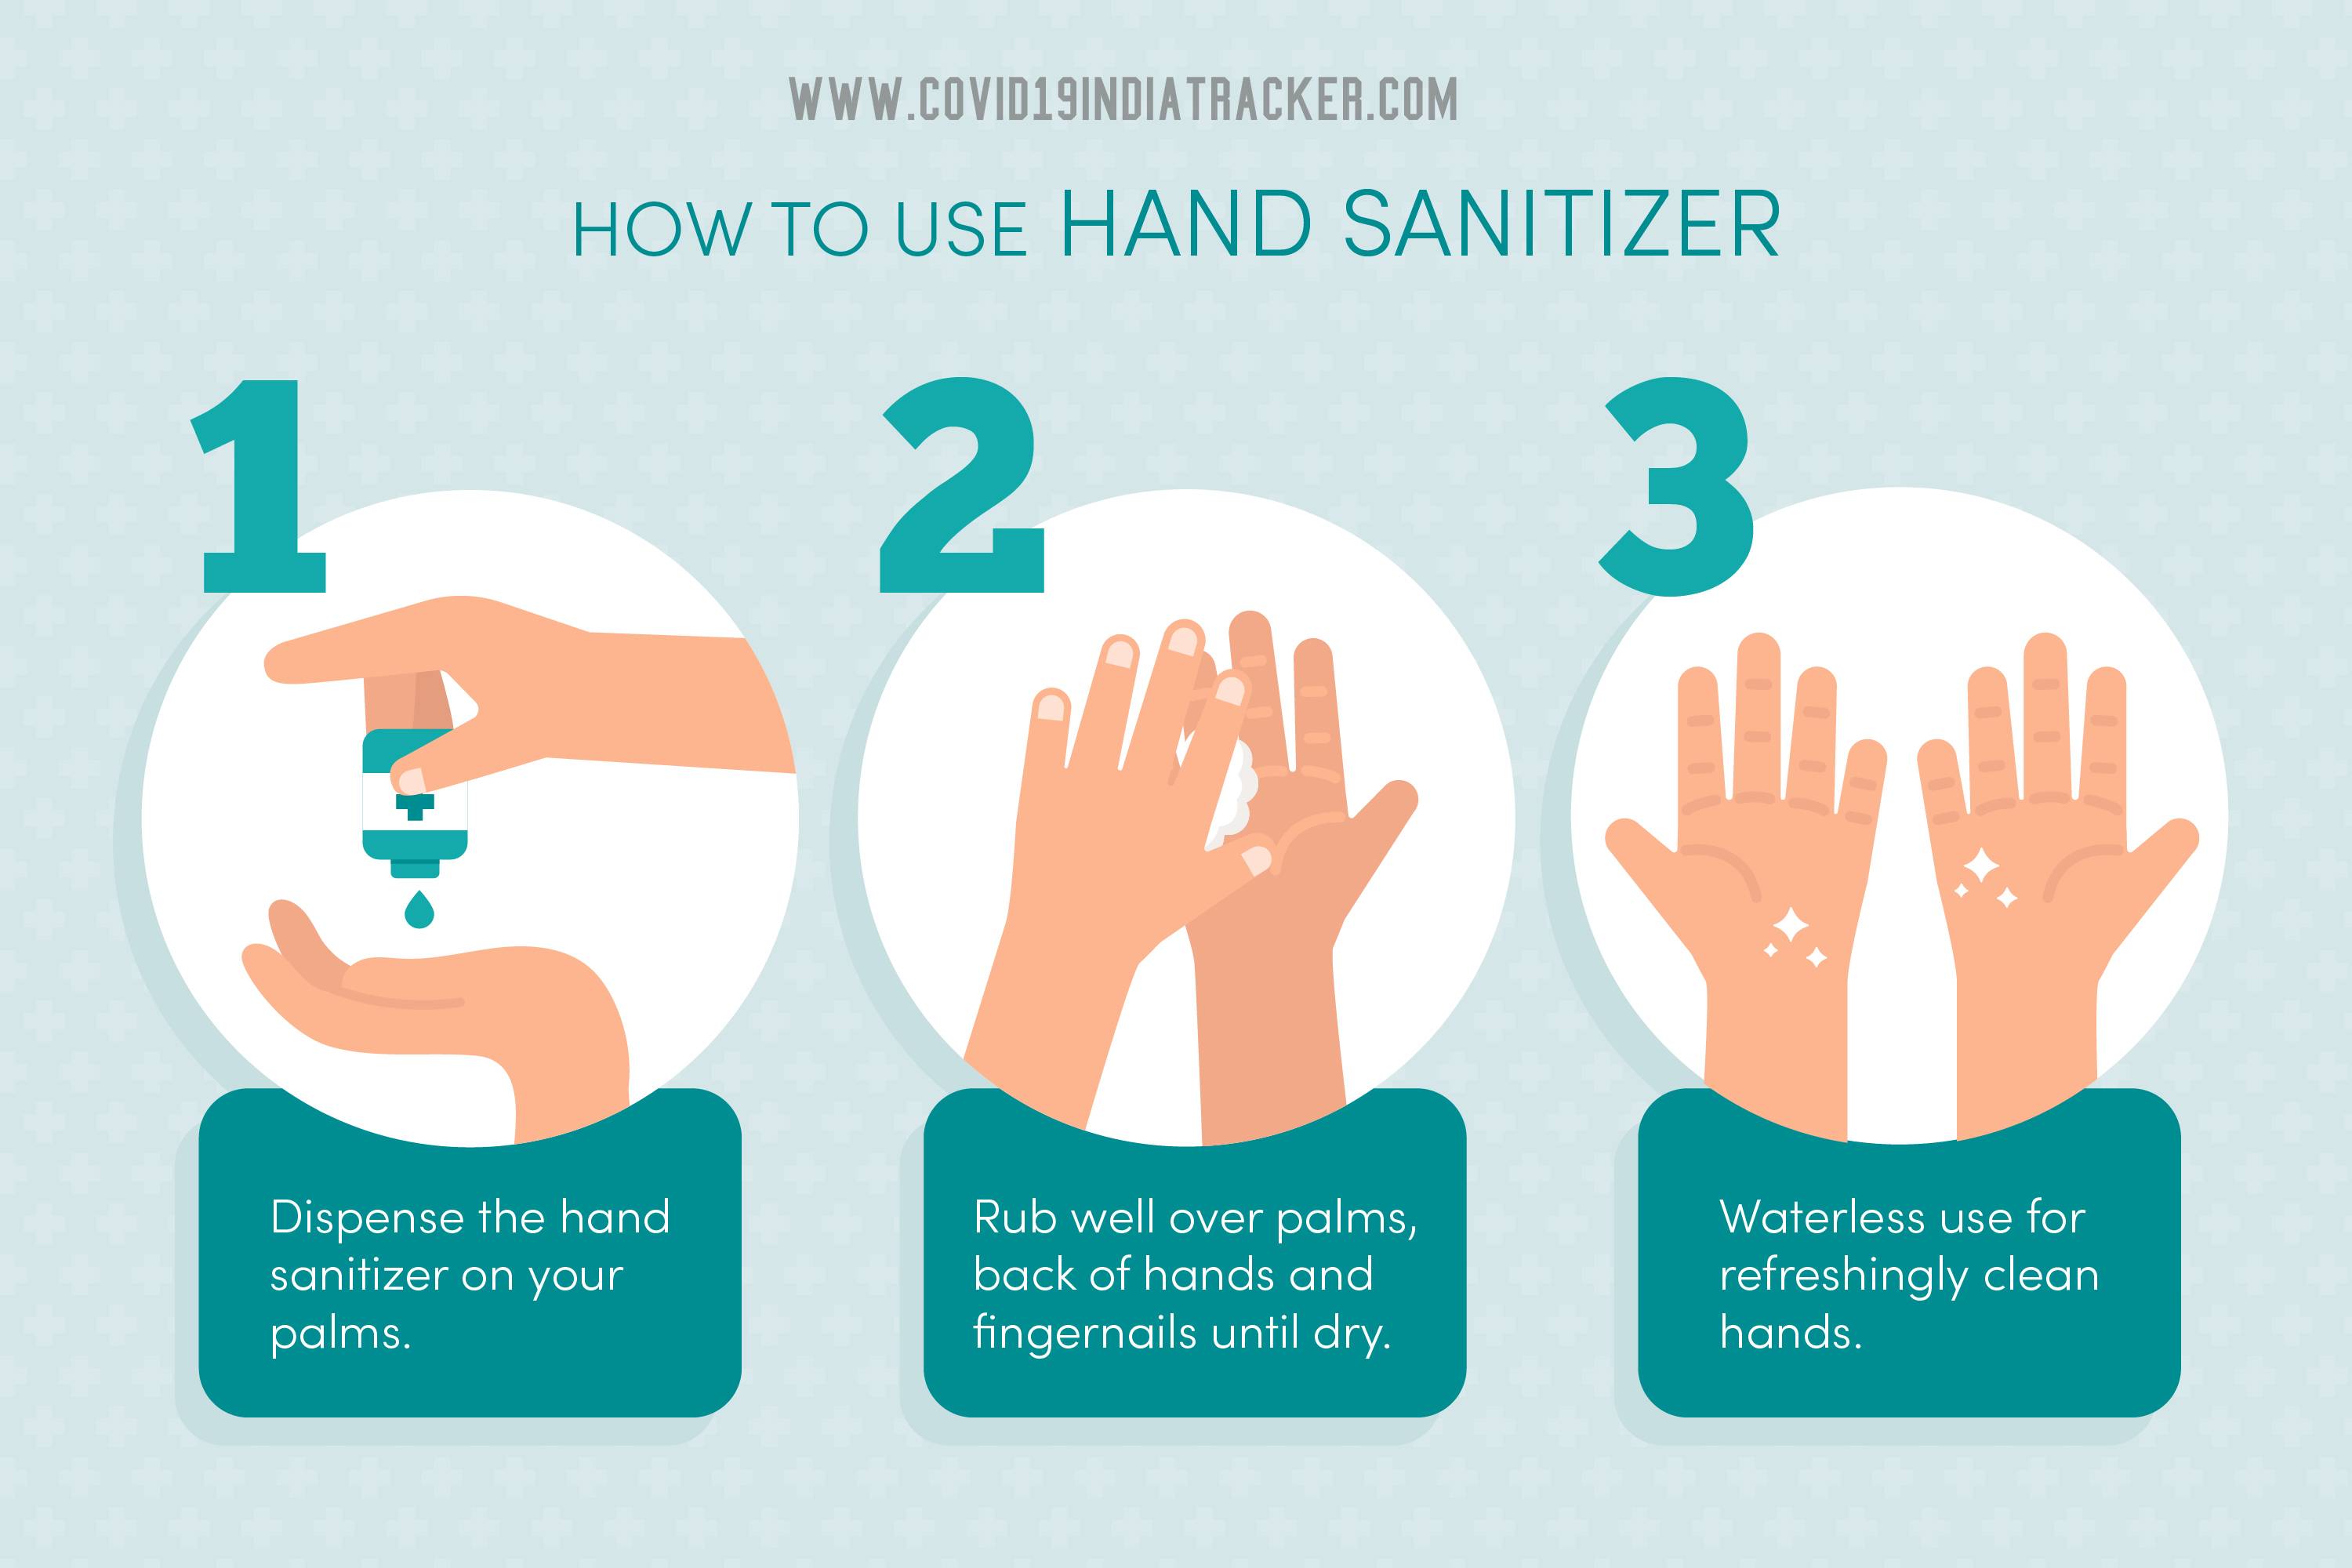 WWW.COVID19INDIATRACKER.COM
HOW TO USE HAND SANITIZER
1
2
3
Dispense the hand
sanitizer on your
palms.
Rub well over palms,
back of hands and
fingernails until dry.
Waterless use for
refreshingly clean
hands.